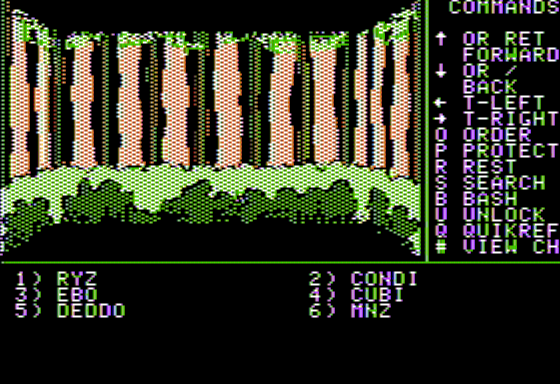 COMMANDS
↑ OR RET
FORWARD
↓ OR /
BACK
← T-LEFT
→ T-RIGHT
O ORDER
P PROTECT
R REST
S SEARCH
B BASH
U UNLOCK
Q QUIKREF
# VIEW CH
1) RYZ 2) CONDI
3) EBO 4) CUBI
5) DEDDO 6) MNZ